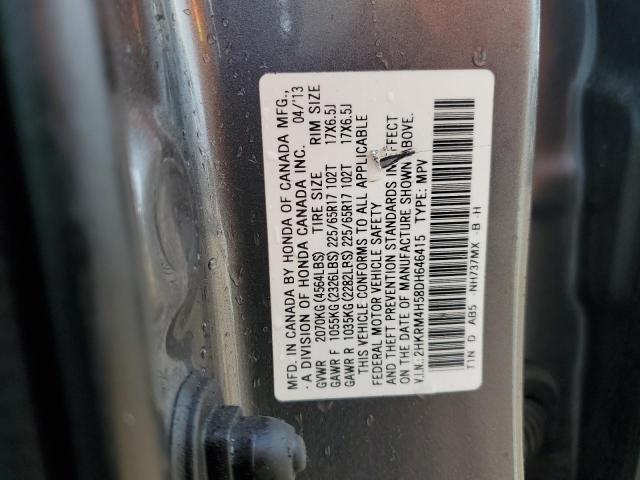 MFD. IN CANADA BY HONDA OF CANADA MFG.,
A DIVISION OF HONDA CANADA INC. 04/'13
GVWR 2070KG (4564LBS) TIRE SIZE RIM SIZE
GAWR F 1055KG (2326LBS) 225/65R17 102T 17X6.5J
GAWR R 1035KG (2282LBS) 225/65R17 102T 17X6.5J
THIS VEHICLE CONFORMS TO ALL APPLICABLE
FEDERAL MOTOR VEHICLE SAFETY
AND THEFT PREVENTION STANDARDS IN EFFECT
ON THE DATE OF MANUFACTURE SHOWN ABOVE.
V.I.N.: 2HKRM4H58DH646415 TYPE: MPV
TIN D AB5 NH737MX B -H